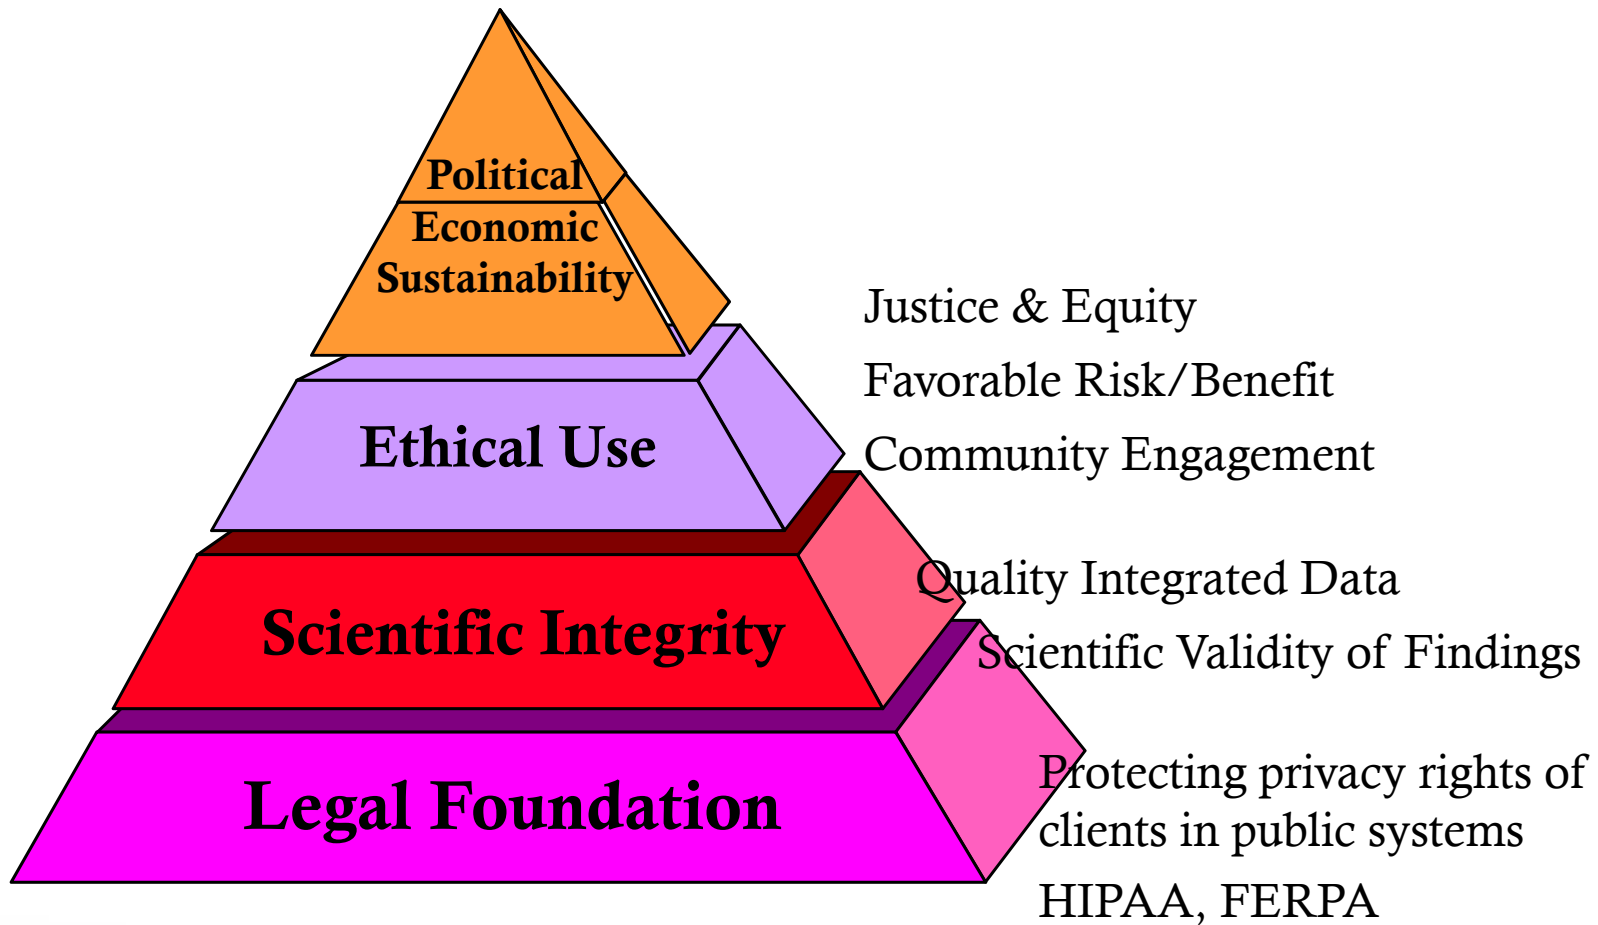 Political
Economic
Sustainability
Justice & Equity
Favorable Risk/Benefit
Ethical Use
Community Engagement
Quality Integrated Data
Scientific Integrity
Scientific Validity of Findings
Legal Foundation
Protecting privacy rights of
clients in public systems
HIPAA, FERPA